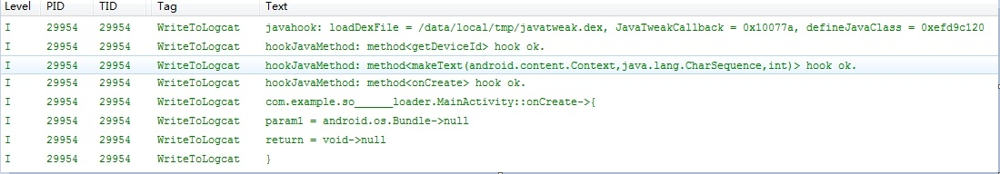 Level PID TID Tag Text
I 29954 29954 WriteToLogcat javahook: loadDexFile = /data/local/tmp/javatweak.dex, JavaTweakCallback = 0x10077a, defineJavaClass = 0xefd9c120
I 29954 29954 WriteToLogcat hookJavaMethod: method<getDeviceId> hook ok.
I 29954 29954 WriteToLogcat hookJavaMethod: method<makeText(android.content.Context,java.lang.CharSequence,int)> hook ok.
I 29954 29954 WriteToLogcat hookJavaMethod: method<onCreate> hook ok.
I 29954 29954 WriteToLogcat com.example.so______loader.MainActivity::onCreate->{
I 29954 29954 WriteToLogcat param1 = android.os.Bundle->null
I 29954 29954 WriteToLogcat return = void->null
I 29954 29954 WriteToLogcat }